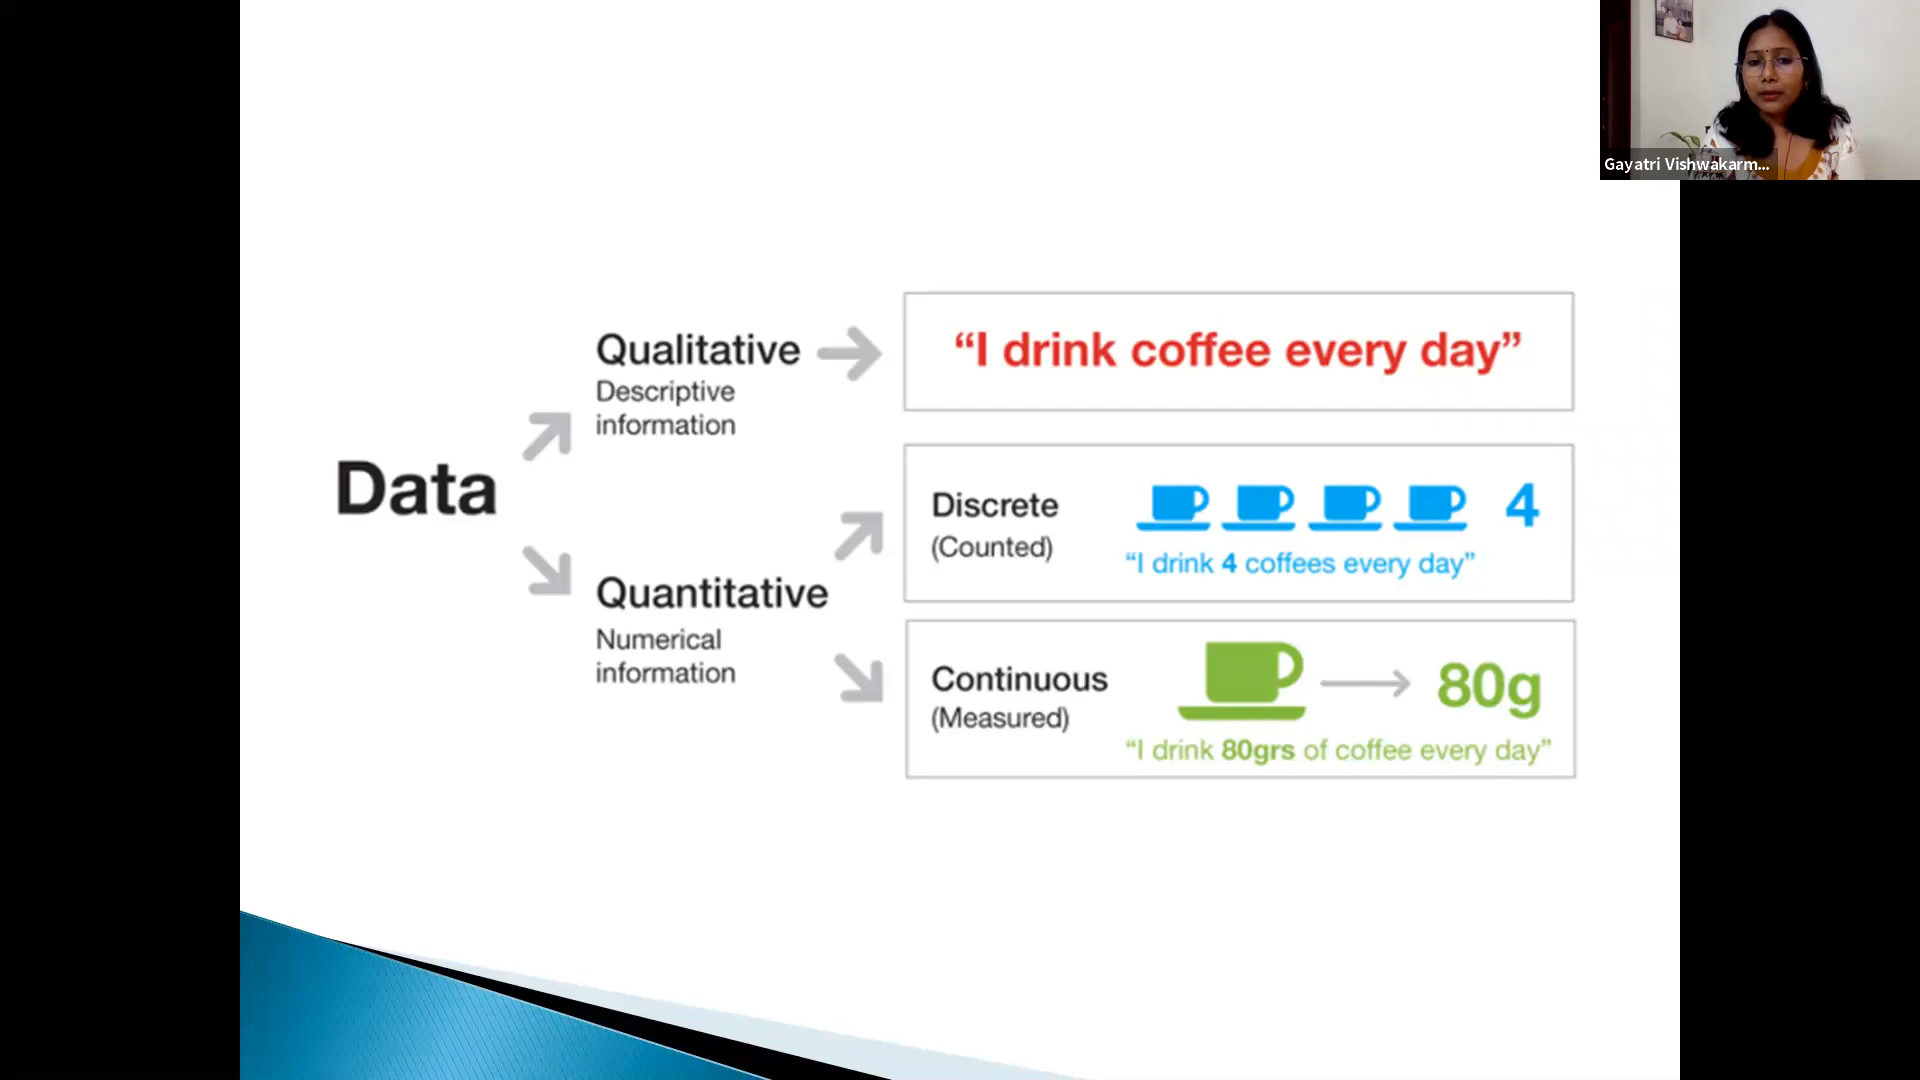 Gayatri Vishwakarm...
Data
Qualitative
Descriptive
information
“I drink coffee every day”
Quantitative
Numerical
information
Discrete
(Counted)
4
“I drink 4 coffees every day”
Continuous
(Measured)
80g
“I drink 80grs of coffee every day”